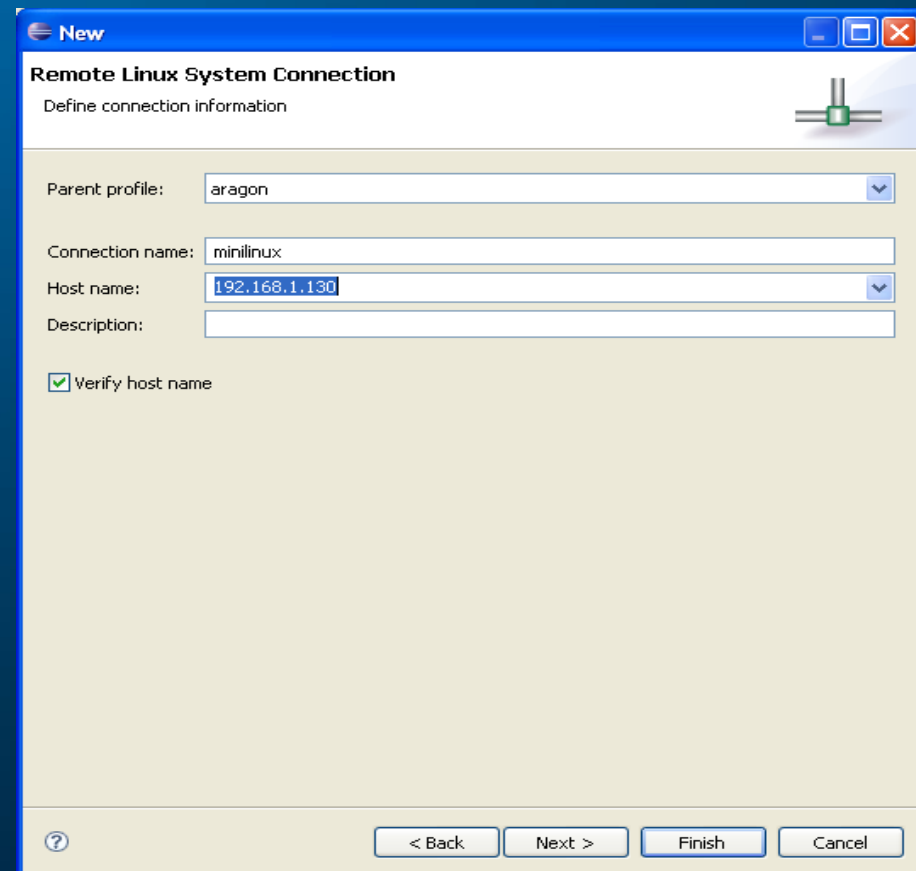 New
Remote Linux System Connection
Define connection information
Parent profile: aragon
Connection name: minilinux
Host name: 192.168.1.130
Description:
Verify host name
? < Back Next > Finish Cancel